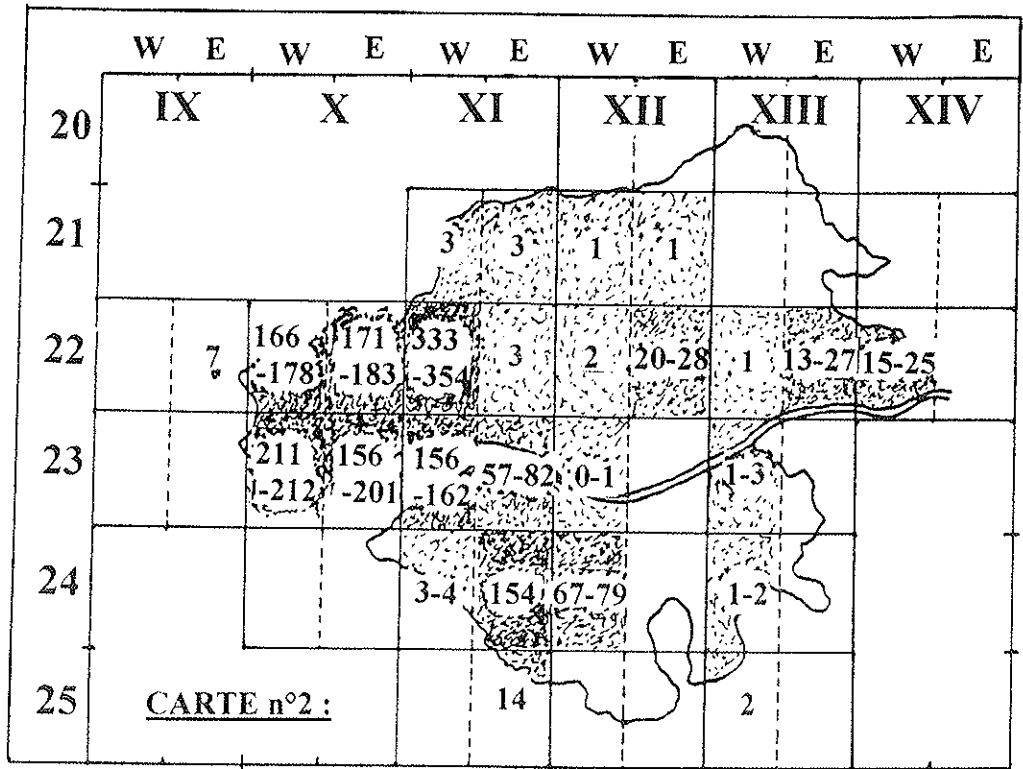 W E W E W E W E W E W E
IX X XI XII XIII XIV
20
21 3 3 1 1
22 7 166 -178 171 -183 333 -354 3 2 20-28 1 13-27 15-25
23 211 -212 156 -201 156 -162 57-82 0-1 1-3
24 3-4 154 67-79 1-2
25 CARTE n°2 : 14 2